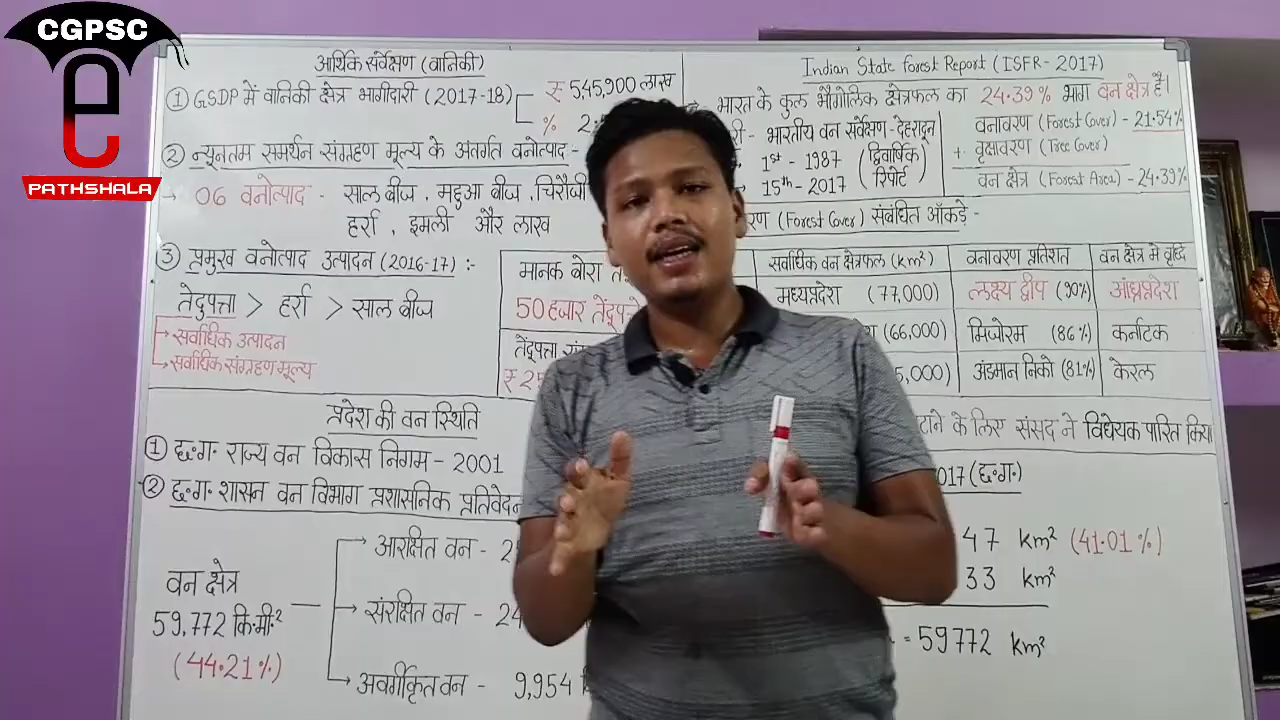 CGPSC
e
PATHSHALA
आर्थिक सर्वेक्षण (वानिकी)
① GSDP में वानिकी क्षेत्र भागीदारी (2017-18)
₹ 545,900 लाख
% 2.
② न्यूनतम समर्थन संग्रहण मूल्य के अंतर्गत वनोत्पाद -
→ 06 वनोत्पाद - साल बीज, महुआ बीज, चिरौंजी
हर्रा, इमली और लाख
③ प्रमुख वनोत्पाद उत्पादन (2016-17) :-
तेंदुपत्ता > हर्रा > साल बीज
→ सर्वाधिक उत्पादन
→ सर्वाधिक संग्रहण मूल्य
मानक बोरा
50 हजार तेंदूप
तेंदूपत्ता
₹ 2
Indian State Forest Report (ISFR - 2017)
भारत के कुल भौगोलिक क्षेत्रफल का 24.39% भाग वन क्षेत्र है।
भारतीय वन सर्वेक्षण - देहरादून
1st - 1987 (द्विवार्षिक
15th - 2017 रिपोर्ट)
वनावरण (Forest Cover) - 21.54%
+ वृक्षावरण (Tree Cover)
वन क्षेत्र (Forest Area) - 24.39%
(Forest Cover) संबंधित आँकड़े -
सर्वाधिक वन क्षेत्रफल (km²) वनावरण प्रतिशत वन क्षेत्र में वृद्धि
मध्यप्रदेश (77,000) लक्ष्य द्वीप (90%) आंध्रप्रदेश
(66,000) मिजोरम (86%) कर्नाटक
5,000) अंडमान निको (81%) केरल
के लिए संसद ने विधेयक पारित किया
017 (छ॰ग॰)
47 km² (41.01%)
33 km²
= 59772 km²
प्रदेश की वन स्थिति
① छ॰ग॰ राज्य वन विकास निगम - 2001
② छ॰ग॰ शासन वन विभाग प्रशासनिक प्रतिवेदन
वन क्षेत्र
59,772 कि॰मी॰²
(44.21%)
→ आरक्षित वन - 2
→ संरक्षित वन - 24
→ अवर्गीकृत वन - 9,954